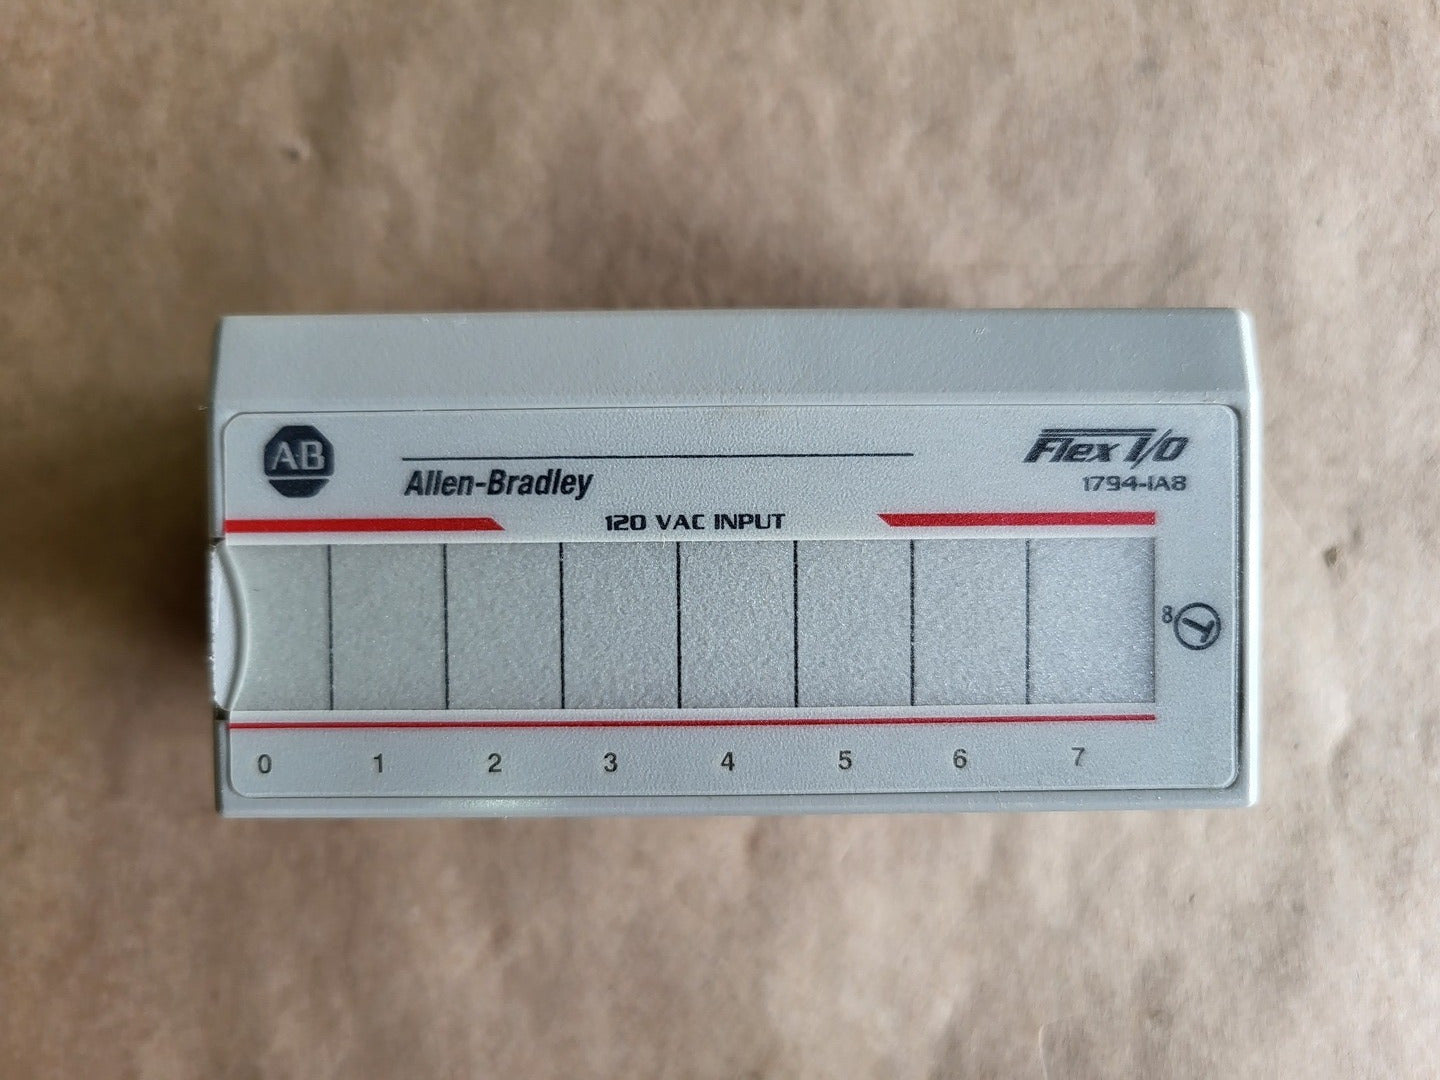 AB
Allen-Bradley
Flex I/O
1794-IA8
120 VAC INPUT
8
0 1 2 3 4 5 6 7